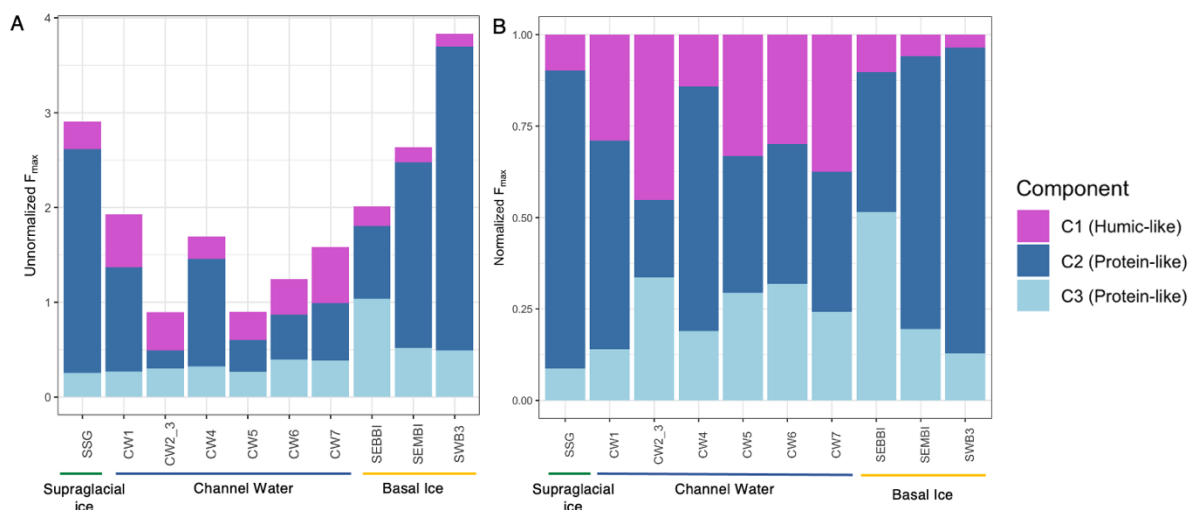 A
Unnormalized Fmax
4
3
2
1
0
SSG
CW1
CW2_3
CW4
CW5
CW6
CW7
SEBBI
SEMBI
SWB3
Supraglacial
ice
Channel Water
Basal Ice
B
Normalized Fmax
1.00
0.75
0.50
0.25
0.00
SSG
CW1
CW2_3
CW4
CW5
CW6
CW7
SEBBI
SEMBI
SWB3
Supraglacial
ice
Channel Water
Basal Ice
Component
C1 (Humic-like)
C2 (Protein-like)
C3 (Protein-like)